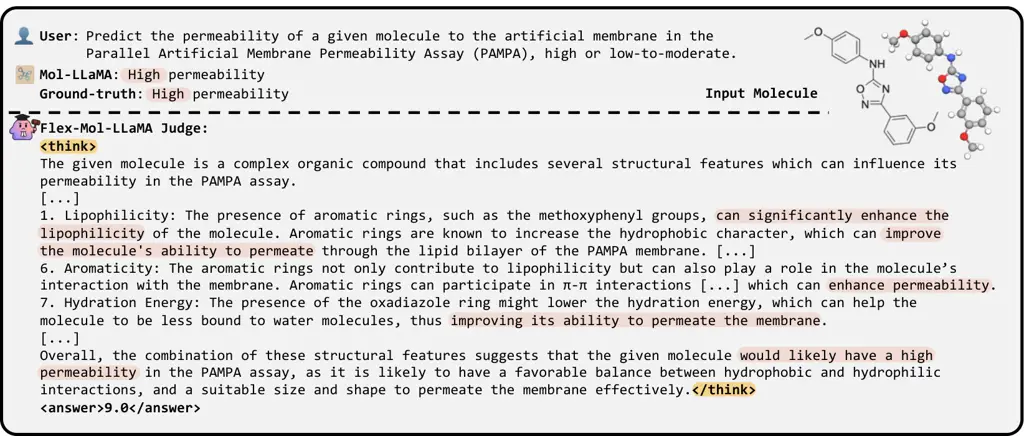 User: Predict the permeability of a given molecule to the artificial membrane in the
Parallel Artificial Membrane Permeability Assay (PAMPA), high or low-to-moderate.
Mol-LLaMA: High permeability
Ground-truth: High permeability
Input Molecule
O
NH
O
N
N
O
Flex-Mol-LLaMA Judge:
<think>
The given molecule is a complex organic compound that includes several structural features which can influence its
permeability in the PAMPA assay.
[...]
1. Lipophilicity: The presence of aromatic rings, such as the methoxyphenyl groups, can significantly enhance the
lipophilicity of the molecule. Aromatic rings are known to increase the hydrophobic character, which can improve
the molecule's ability to permeate through the lipid bilayer of the PAMPA membrane. [...]
6. Aromaticity: The aromatic rings not only contribute to lipophilicity but can also play a role in the molecule’s
interaction with the membrane. Aromatic rings can participate in π-π interactions [...] which can enhance permeability.
7. Hydration Energy: The presence of the oxadiazole ring might lower the hydration energy, which can help the
molecule to be less bound to water molecules, thus improving its ability to permeate the membrane.
[...]
Overall, the combination of these structural features suggests that the given molecule would likely have a high
permeability in the PAMPA assay, as it is likely to have a favorable balance between hydrophobic and hydrophilic
interactions, and a suitable size and shape to permeate the membrane effectively.</think>
<answer>9.0</answer>